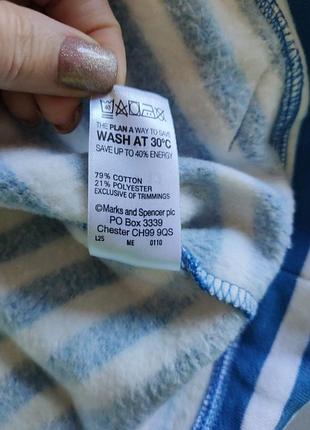 THE PLAN A WAY TO SAVE
WASH AT 30°C
SAVE UP TO 40% ENERGY
79% COTTON
21% POLYESTER
EXCLUSIVE OF TRIMMINGS
©Marks and Spencer plc
PO Box 3339
Chester CH99 9QS
L25 ME 0110